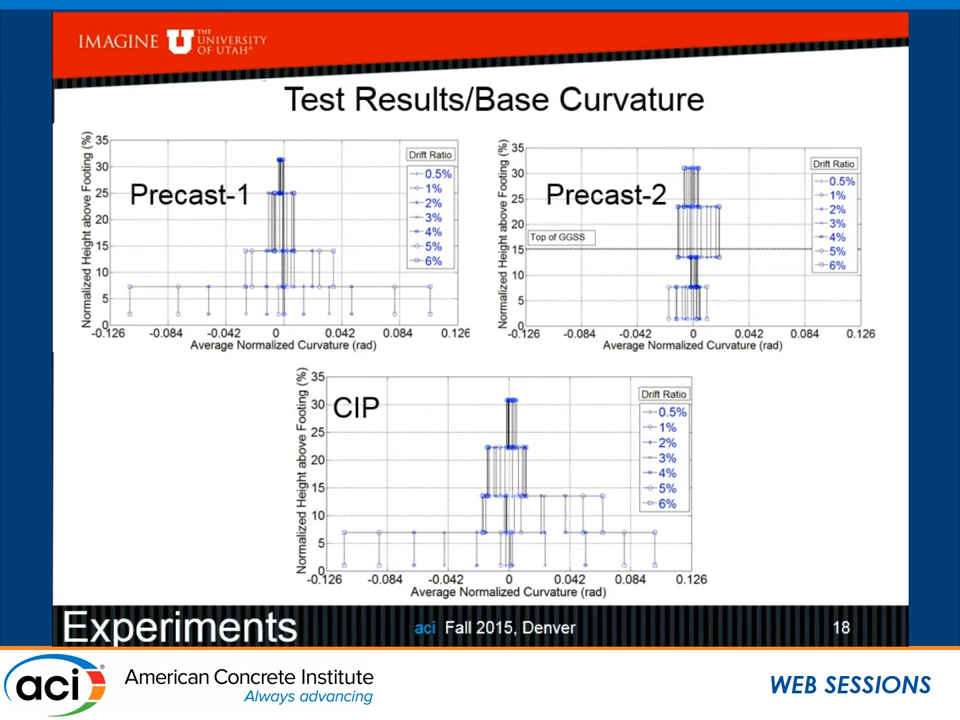 IMAGINE U THE UNIVERSITY OF UTAH®
Test Results/Base Curvature
Normalized Height above Footing (%)
35
30
25
20
15
10
5
0
Precast-1
Drift Ratio
0.5%
1%
2%
3%
4%
5%
6%
-0.126 -0.084 -0.042 0 0.042 0.084 0.126
Average Normalized Curvature (rad)
Normalized Height above Footing (%)
35
30
25
20
15
10
5
0
Precast-2
Top of GGSS
Drift Ratio
0.5%
1%
2%
3%
4%
5%
6%
-0.126 -0.084 -0.042 0 0.042 0.084 0.126
Average Normalized Curvature (rad)
Normalized Height above Footing (%)
35
30
25
20
15
10
5
0
CIP
Drift Ratio
0.5%
1%
2%
3%
4%
5%
6%
-0.126 -0.084 -0.042 0 0.042 0.084 0.126
Average Normalized Curvature (rad)
Experiments
aci Fall 2015, Denver
18
aci®
American Concrete Institute
Always advancing
WEB SESSIONS